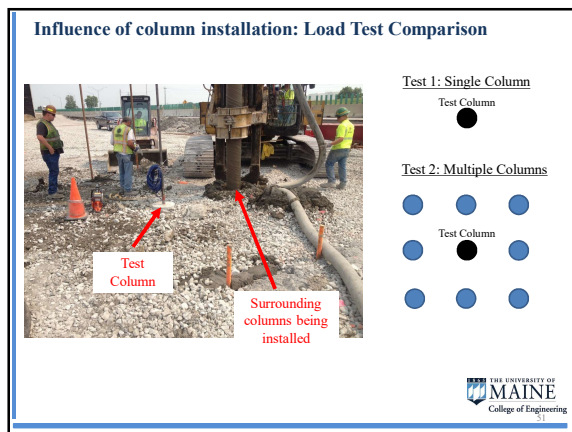 Influence of column installation: Load Test Comparison
Test
Column
Surrounding
columns being
installed
Test 1: Single Column
Test Column
Test 2: Multiple Columns
Test Column
1865 THE UNIVERSITY OF
MAINE
College of Engineering
51